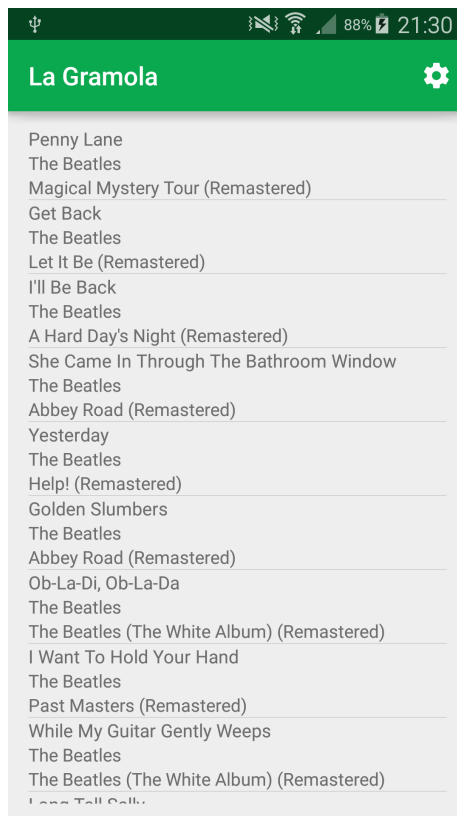 88% 21:30
La Gramola
Penny Lane
The Beatles
Magical Mystery Tour (Remastered)
Get Back
The Beatles
Let It Be (Remastered)
I'll Be Back
The Beatles
A Hard Day's Night (Remastered)
She Came In Through The Bathroom Window
The Beatles
Abbey Road (Remastered)
Yesterday
The Beatles
Help! (Remastered)
Golden Slumbers
The Beatles
Abbey Road (Remastered)
Ob-La-Di, Ob-La-Da
The Beatles
The Beatles (The White Album) (Remastered)
I Want To Hold Your Hand
The Beatles
Past Masters (Remastered)
While My Guitar Gently Weeps
The Beatles
The Beatles (The White Album) (Remastered)
Long Tall Sally